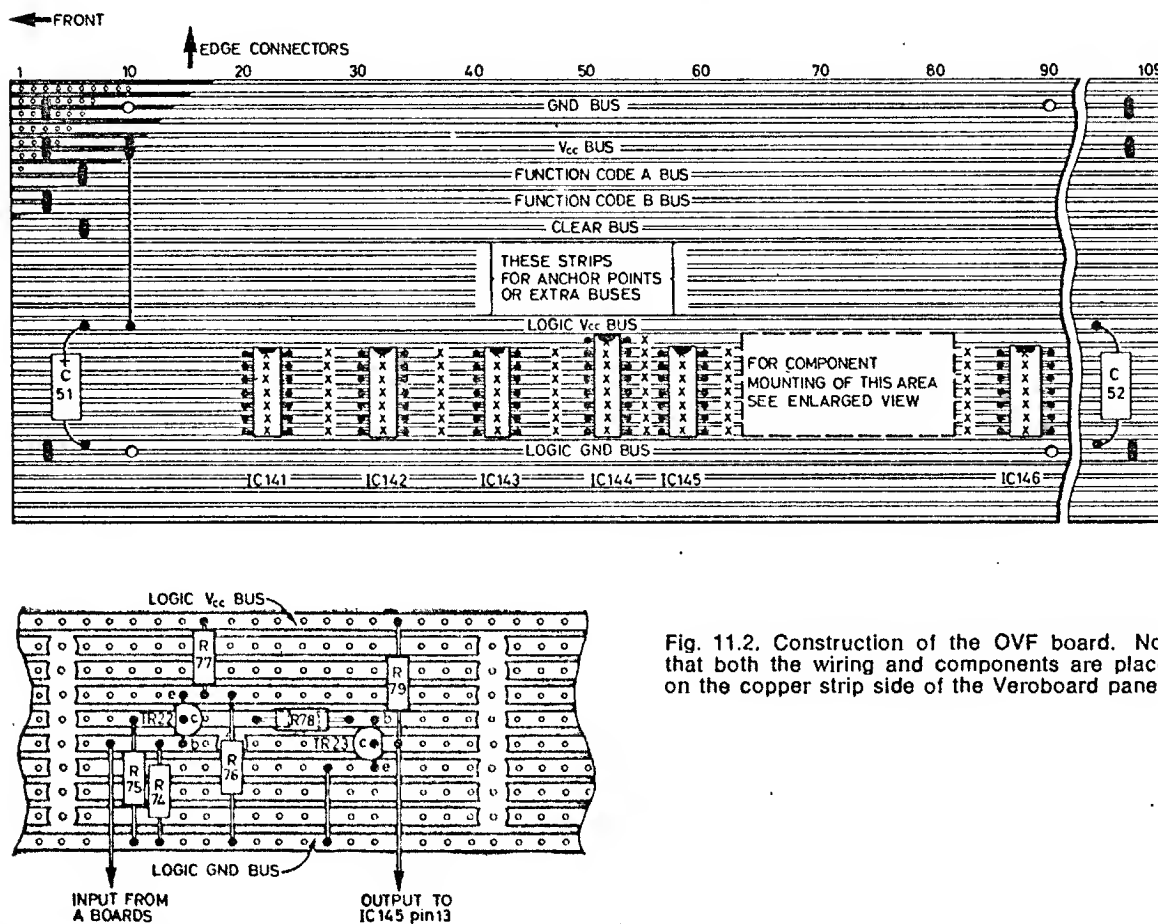 FRONT
EDGE CONNECTORS
1 10 20 30 40 50 60 70 80 90 109
GND BUS
Vcc BUS
FUNCTION CODE A BUS
FUNCTION CODE B BUS
CLEAR BUS
THESE STRIPS
FOR ANCHOR POINTS
OR EXTRA BUSES
LOGIC Vcc BUS
+
C
51
FOR COMPONENT
MOUNTING OF THIS AREA
SEE ENLARGED VIEW
C
52
LOGIC GND BUS
IC141 IC142 IC143 IC144 IC145 IC146
LOGIC Vcc BUS
R
77
R
79
e
TR22 c
b
R78
b
TR23 c
e
R
76
R
75
R
74
LOGIC GND BUS
INPUT FROM
A BOARDS
OUTPUT TO
IC145 pin13
Fig. 11.2. Construction of the OVF board. No
that both the wiring and components are plac
on the copper strip side of the Veroboard pane